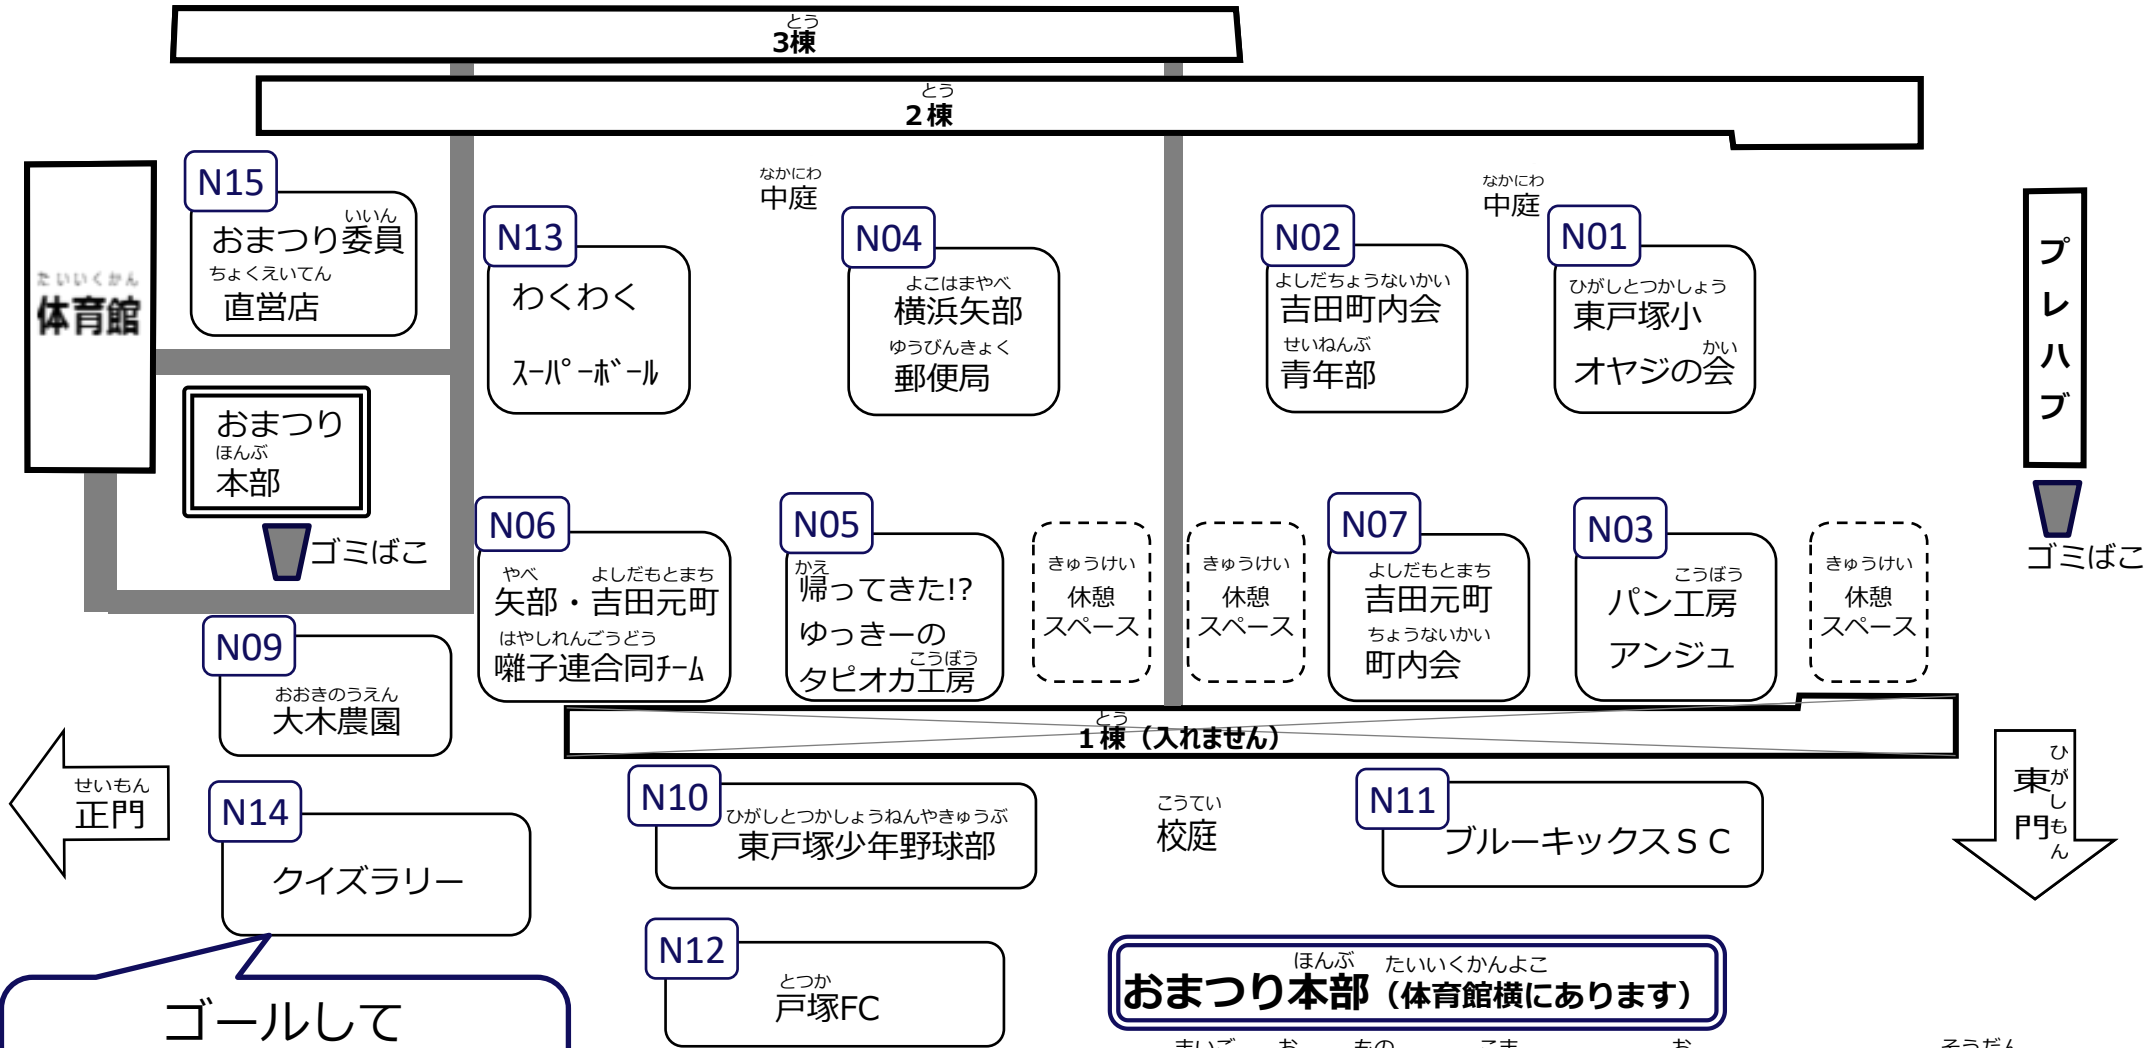 とう
3棟
とう
2棟
N15
いいん
おまつり委員
ちょくえいてん
直営店
N13
わくわく
ｽｰﾊﾟｰﾎﾞｰﾙ
なかにわ
中庭
N04
よこはまやべ
横浜矢部
ゆうびんきょく
郵便局
N02
よしだちょうないかい
吉田町内会
せいねんぶ
青年部
なかにわ
中庭
N01
ひがしとつかしょう
東戸塚小
かい
オヤジの会
プレハブ
ゴミばこ
たいいくかん
体育館
おまつり
ほんぶ
本部
ゴミばこ
N06
やべ よしだもとまち
矢部・吉田元町
はやしれんごうどう
囃子連合同ﾁｰﾑ
N05
かえ
帰ってきた!?
ゆっきーの
こうぼう
タピオカ工房
きゅうけい
休憩
スペース
きゅうけい
休憩
スペース
N07
よしだもとまち
吉田元町
ちょうないかい
町内会
N03
こうぼう
パン工房
アンジュ
きゅうけい
休憩
スペース
N09
おおきのうえん
大木農園
とう
1棟（入れません）
せいもん
正門
N14
クイズラリー
N10
ひがしとつかしょうねんやきゅうぶ
東戸塚少年野球部
こうてい
校庭
N11
ブルーキックスＳＣ
ひがしもん
東門
N12
とつか
戸塚FC
ゴールして
ほんぶ たいいくかんよこ
おまつり本部（体育館横にあります）
まいご お もの こま お そうだん